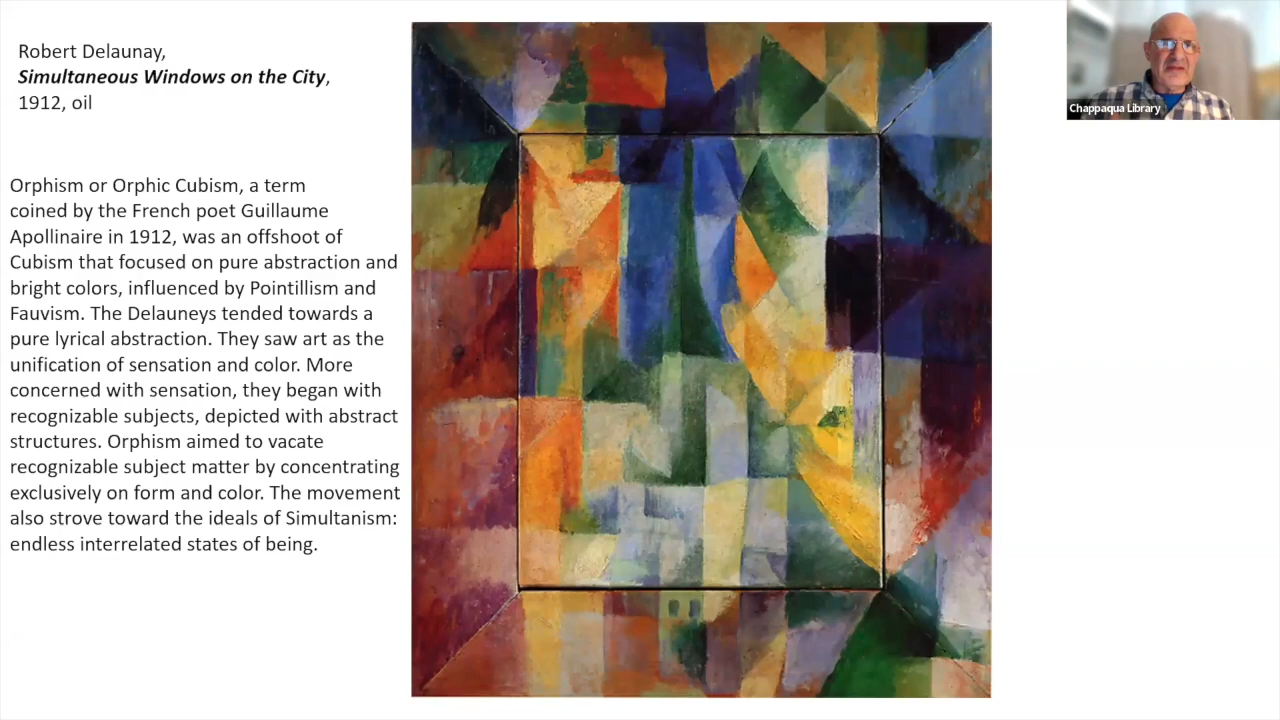 Robert Delaunay,
Simultaneous Windows on the City,
1912, oil
Orphism or Orphic Cubism, a term
coined by the French poet Guillaume
Apollinaire in 1912, was an offshoot of
Cubism that focused on pure abstraction and
bright colors, influenced by Pointillism and
Fauvism. The Delauneys tended towards a
pure lyrical abstraction. They saw art as the
unification of sensation and color. More
concerned with sensation, they began with
recognizable subjects, depicted with abstract
structures. Orphism aimed to vacate
recognizable subject matter by concentrating
exclusively on form and color. The movement
also strove toward the ideals of Simultanism:
endless interrelated states of being.
Chappaqua Library